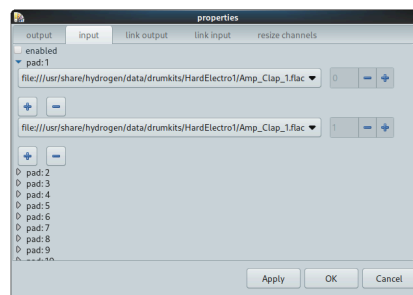 properties
output input link output link input resize channels
enabled
pad: 1
file:///usr/share/hydrogen/data/drumkits/HardElectro1/Amp_Clap_1.flac 0
file:///usr/share/hydrogen/data/drumkits/HardElectro1/Amp_Clap_1.flac 1
pad: 2
pad: 3
pad: 4
pad: 5
pad: 6
pad: 7
pad: 8
pad: 9
pad: 10
Apply OK Cancel